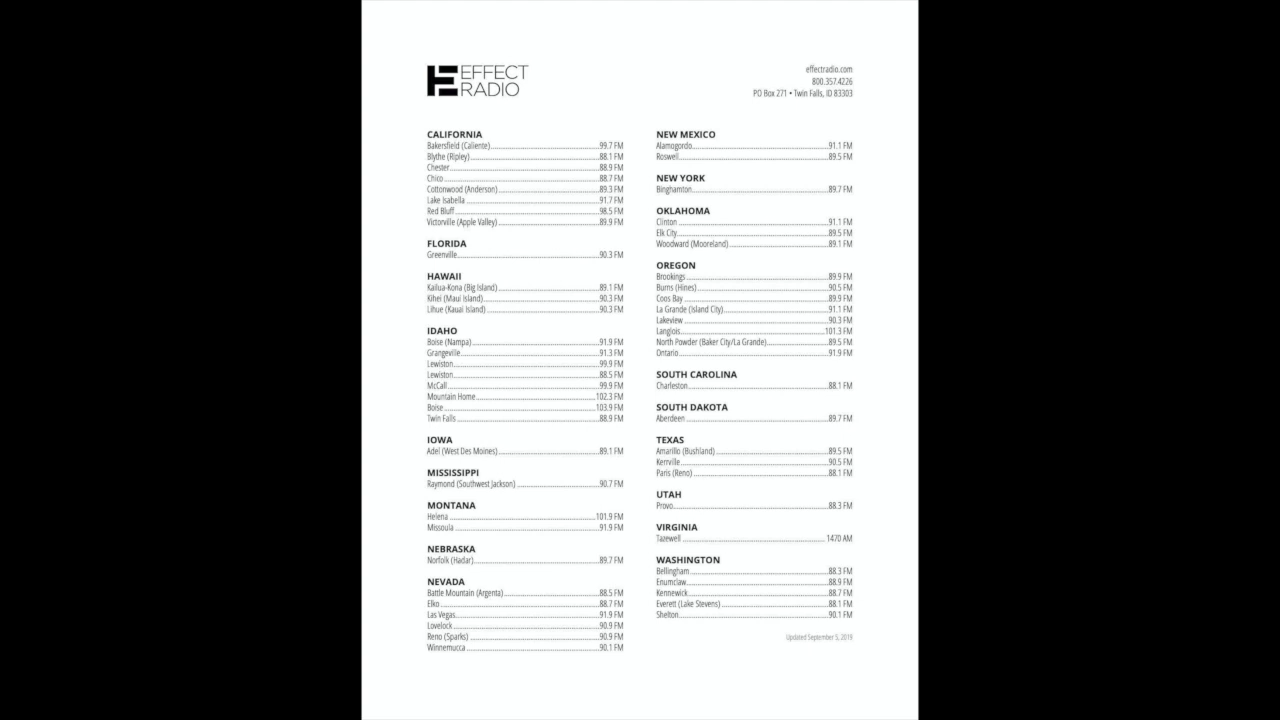 EFFECT
RADIO
effectradio.com
800.357.4226
PO Box 271 • Twin Falls, ID 83303
CALIFORNIA
Bakersfield (Caliente) 99.7 FM
Blythe (Ripley) 88.1 FM
Chester 88.9 FM
Chico 88.7 FM
Cottonwood (Anderson) 89.3 FM
Lake Isabella 91.7 FM
Red Bluff 98.5 FM
Victorville (Apple Valley) 89.9 FM
FLORIDA
Greenville 90.3 FM
HAWAII
Kailua-Kona (Big Island) 89.1 FM
Kihei (Maui Island) 90.3 FM
Lihue (Kauai Island) 90.3 FM
IDAHO
Boise (Nampa) 91.9 FM
Grangeville 91.3 FM
Lewiston 99.9 FM
Lewiston 88.5 FM
McCall 99.9 FM
Mountain Home 102.3 FM
Boise 103.9 FM
Twin Falls 88.9 FM
IOWA
Adel (West Des Moines) 89.1 FM
MISSISSIPPI
Raymond (Southwest Jackson) 90.7 FM
MONTANA
Helena 101.9 FM
Missoula 91.9 FM
NEBRASKA
Norfolk (Hadar) 89.7 FM
NEVADA
Battle Mountain (Argenta) 88.5 FM
Elko 88.7 FM
Las Vegas 91.9 FM
Lovelock 90.9 FM
Reno (Sparks) 90.9 FM
Winnemucca 90.1 FM
NEW MEXICO
Alamogordo 91.1 FM
Roswell 89.5 FM
NEW YORK
Binghamton 89.7 FM
OKLAHOMA
Clinton 91.1 FM
Elk City 89.5 FM
Woodward (Mooreland) 89.1 FM
OREGON
Brookings 89.9 FM
Burns (Hines) 90.5 FM
Coos Bay 89.9 FM
La Grande (Island City) 91.1 FM
Lakeview 90.3 FM
Langlois 101.3 FM
North Powder (Baker City/La Grande) 89.5 FM
Ontario 91.9 FM
SOUTH CAROLINA
Charleston 88.1 FM
SOUTH DAKOTA
Aberdeen 89.7 FM
TEXAS
Amarillo (Bushland) 89.5 FM
Kerrville 90.5 FM
Paris (Reno) 88.1 FM
UTAH
Provo 88.3 FM
VIRGINIA
Tazewell 1470 AM
WASHINGTON
Bellingham 88.3 FM
Enumclaw 88.9 FM
Kennewick 88.7 FM
Everett (Lake Stevens) 88.1 FM
Shelton 90.1 FM
Updated September 5, 2019